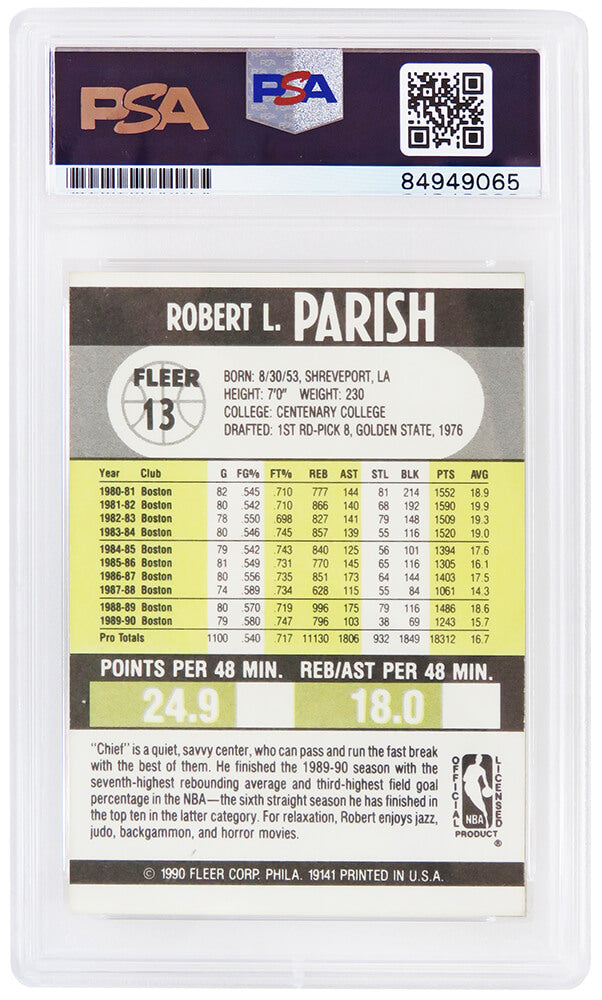 PSA
PSA
84949065
ROBERT L. PARISH
FLEER
13
BORN: 8/30/53, SHREVEPORT, LA
HEIGHT: 7'0" WEIGHT: 230
COLLEGE: CENTENARY COLLEGE
DRAFTED: 1ST RD-PICK 8, GOLDEN STATE, 1976
Year Club G FG% FT% REB AST STL BLK PTS AVG
1980-81 Boston 82 .545 .710 777 144 81 214 1552 18.9
1981-82 Boston 80 .542 .710 866 140 68 192 1590 19.9
1982-83 Boston 78 .550 .698 827 141 79 148 1509 19.3
1983-84 Boston 80 .546 .745 857 139 55 116 1520 19.0
1984-85 Boston 79 .542 .743 840 125 56 101 1394 17.6
1985-86 Boston 81 .549 .731 770 145 65 116 1305 16.1
1986-87 Boston 80 .556 .735 851 173 64 144 1403 17.5
1987-88 Boston 74 .589 .734 628 115 55 84 1061 14.3
1988-89 Boston 80 .570 .719 996 175 79 116 1486 18.6
1989-90 Boston 79 .580 .747 796 103 38 69 1243 15.7
Pro Totals 1100 .540 .717 11130 1806 932 1849 18312 16.7
POINTS PER 48 MIN. REB/AST PER 48 MIN.
24.9 18.0
"Chief" is a quiet, savvy center, who can pass and run the fast break
with the best of them. He finished the 1989-90 season with the
seventh-highest rebounding average and third-highest field goal
percentage in the NBA—the sixth straight season he has finished in
the top ten in the latter category. For relaxation, Robert enjoys jazz,
judo, backgammon, and horror movies.
OFFICIAL LICENSED
NBA
PRODUCT
®
© 1990 FLEER CORP. PHILA. 19141 PRINTED IN U.S.A.